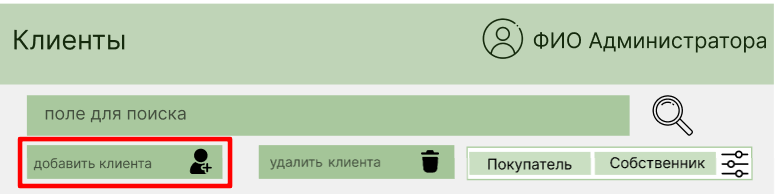 Клиенты
ФИО Администратора
поле для поиска
добавить клиента
удалить клиента
Покупатель
Собственник